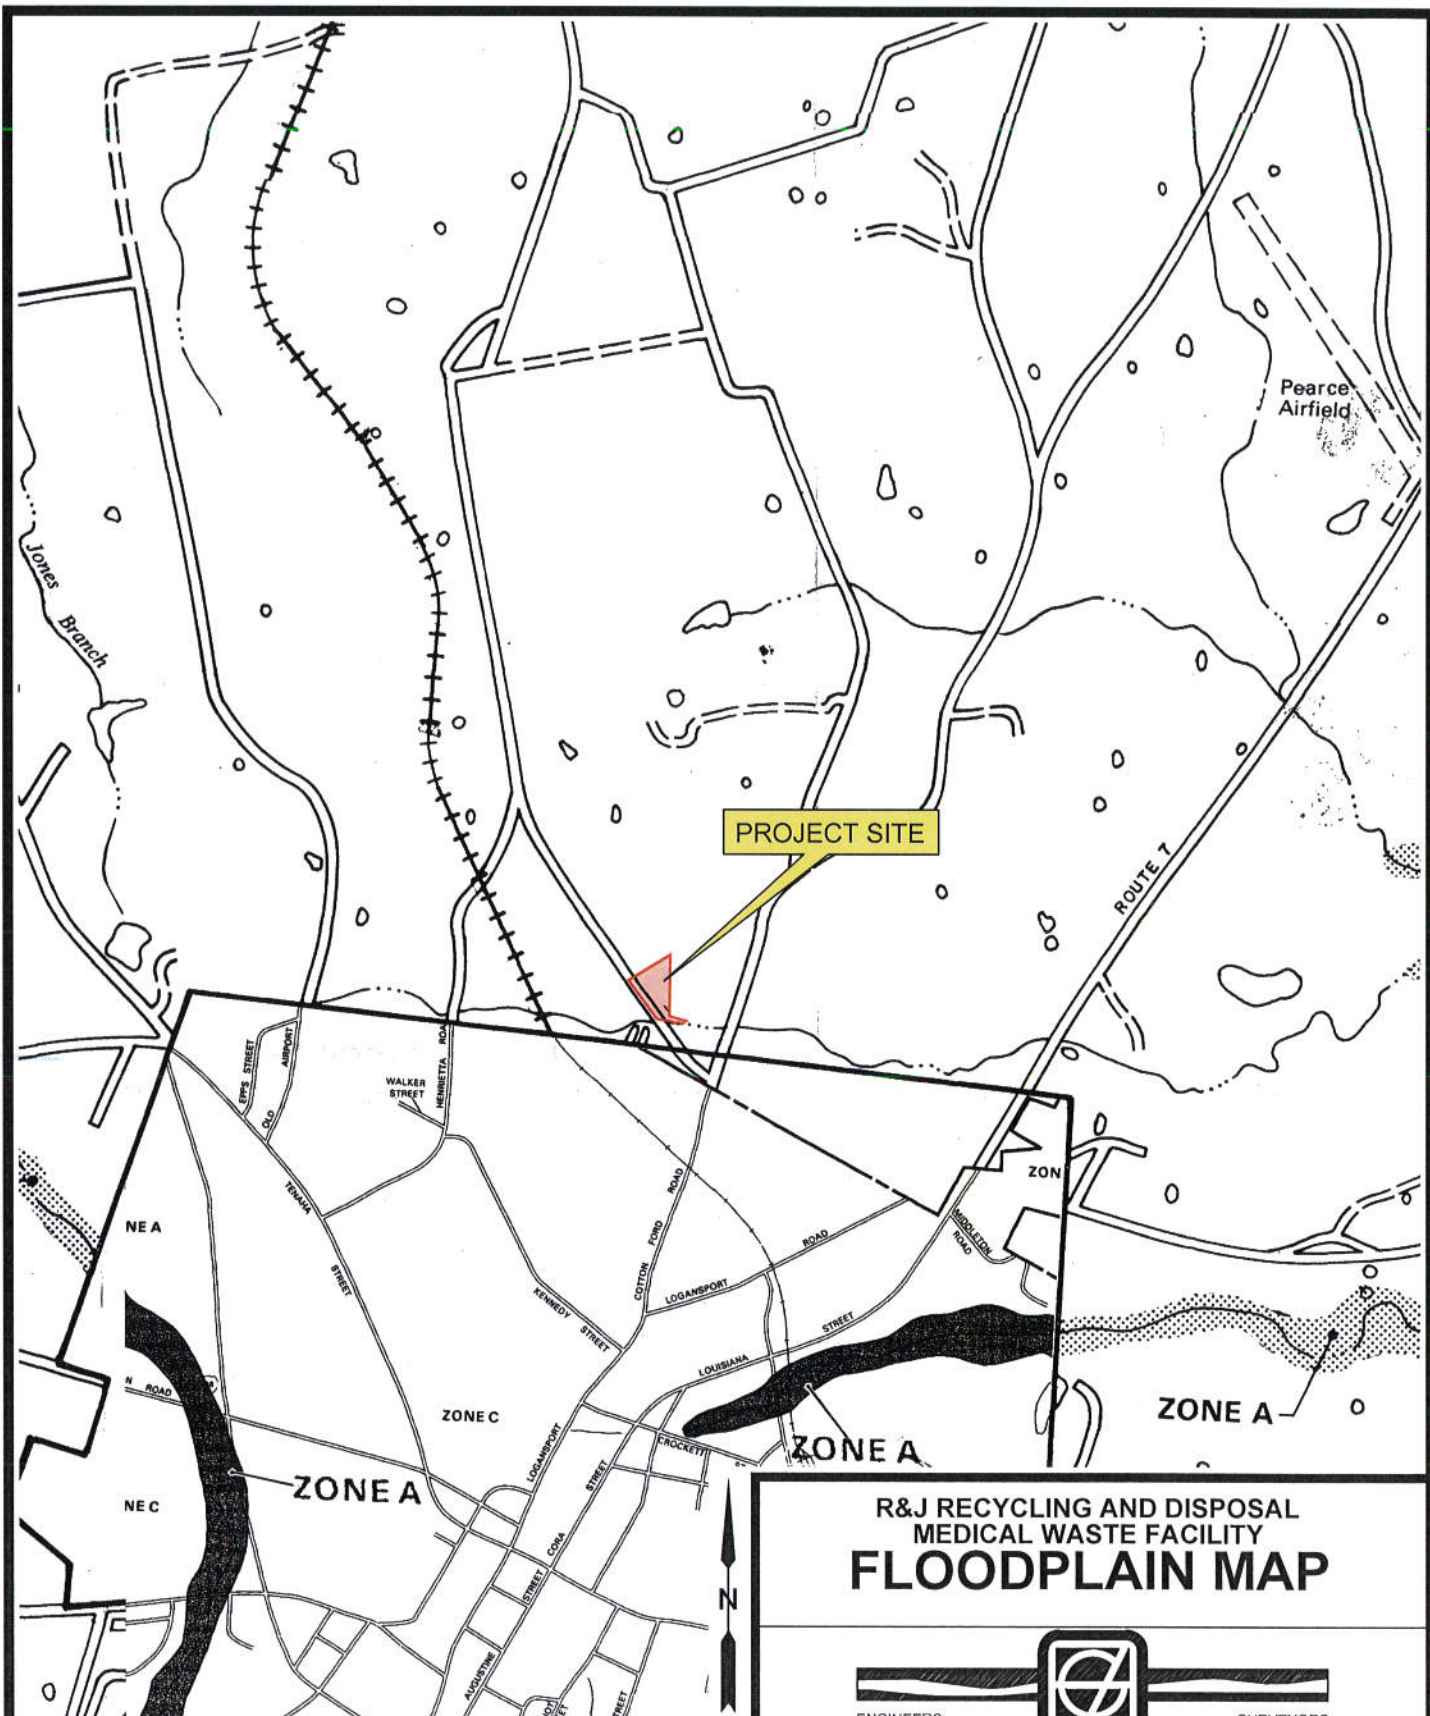 Pearce
Airfield
Jones
Branch
PROJECT SITE
ROUTE 7
EPPS STREET
OLD
AIRPORT
WALKER
STREET
HENRIETTA ROA
TENAHA
STREET
KENNEDY
STREET
COTTON
FORD
ROAD
LOGANSPORT
ROAD
MIDDLETON
ROAD
ZON
NE A
LOUISIANA
STREET
N ROAD
ZONE C
LOGANSPORT
CROCKETT
STREET
CORA
STREET
AUGUSTINE
ZONE A
ZONE A
ZONE A
NE C
N
R&J RECYCLING AND DISPOSAL
MEDICAL WASTE FACILITY
FLOODPLAIN MAP